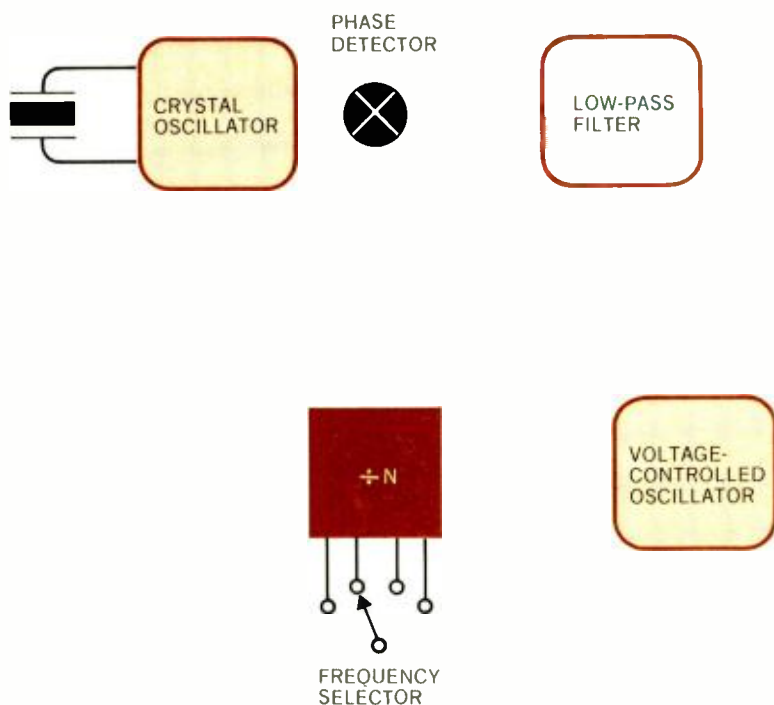 PHASE
DETECTOR
CRYSTAL
OSCILLATOR
LOW-PASS
FILTER
÷N
VOLTAGE-
CONTROLLED
OSCILLATOR
FREQUENCY
SELECTOR